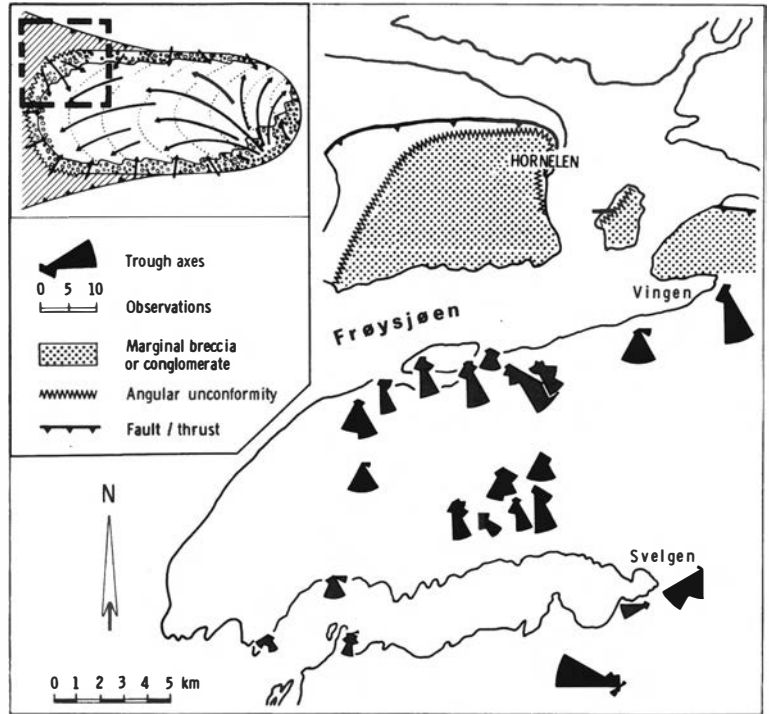 Trough axes
0 5 10
Observations
Marginal breccia
or conglomerate
Angular unconformity
Fault / thrust
N
0 1 2 3 4 5 km
HORNELEN
Vingen
Frøysjøen
Svelgen